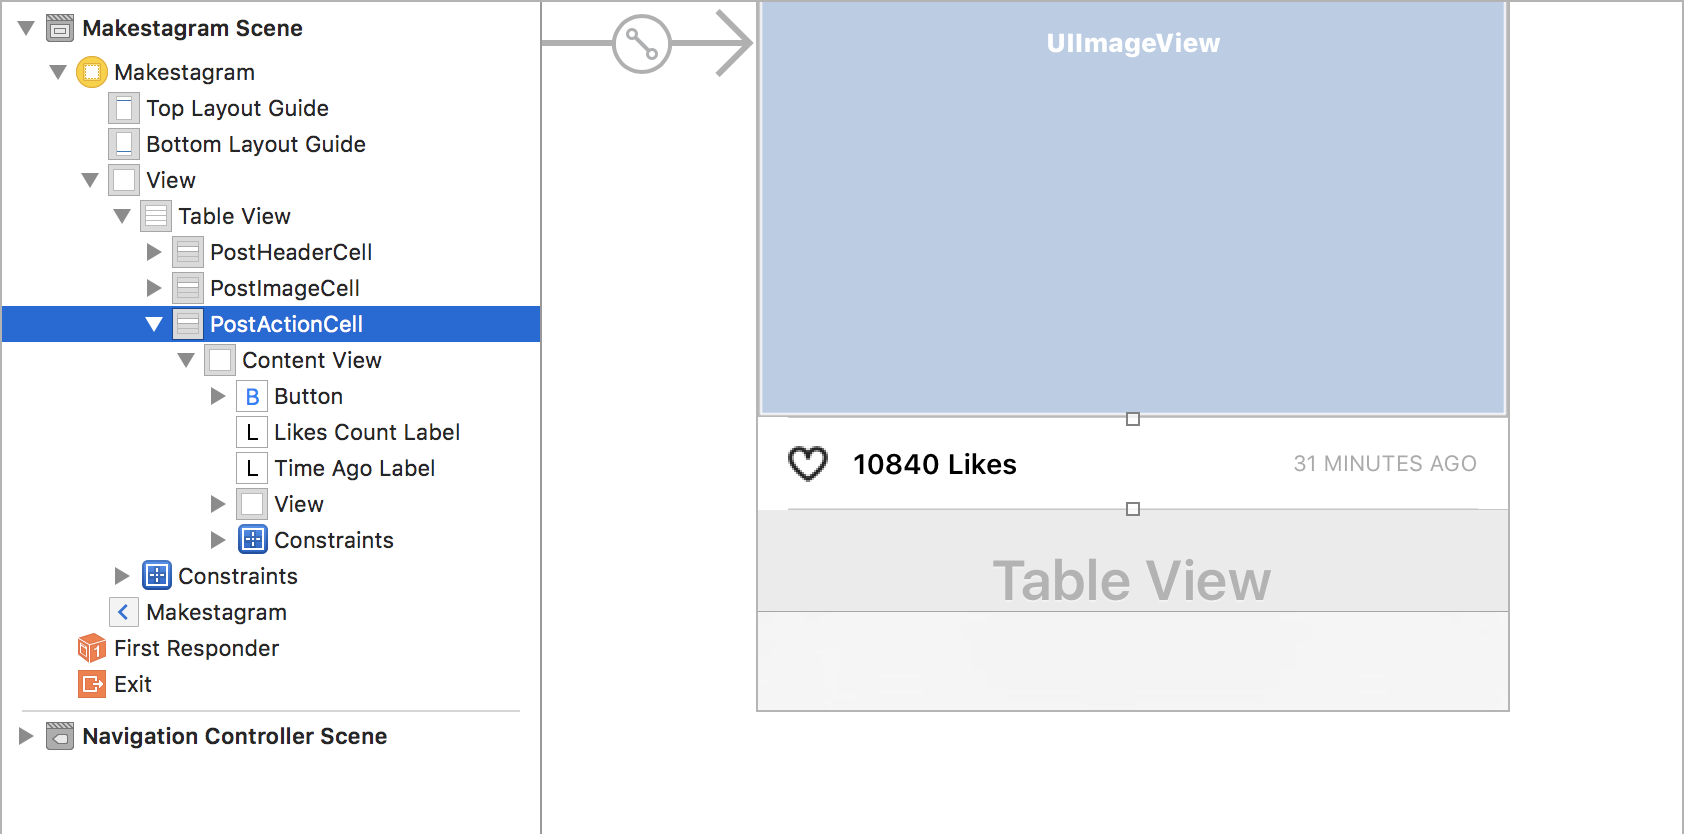 Makestagram Scene
Makestagram
Top Layout Guide
Bottom Layout Guide
View
Table View
PostHeaderCell
PostImageCell
PostActionCell
Content View
B Button
L Likes Count Label
L Time Ago Label
View
Constraints
Constraints
Makestagram
1 First Responder
Exit
Navigation Controller Scene
UIImageView
10840 Likes 31 MINUTES AGO
Table View